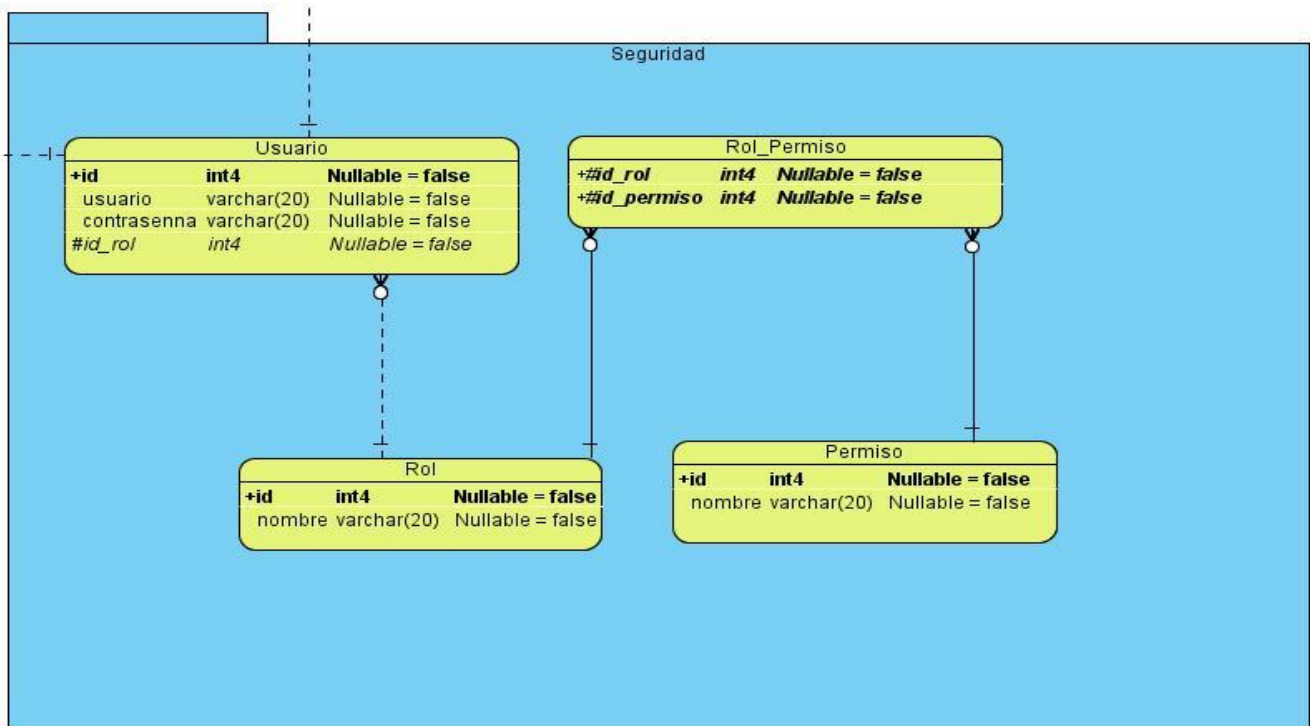 Seguridad
Usuario
+id int4 Nullable = false
usuario varchar(20) Nullable = false
contrasenna varchar(20) Nullable = false
#id_rol int4 Nullable = false
Rol_Permiso
+#id_rol int4 Nullable = false
+#id_permiso int4 Nullable = false
Rol
+id int4 Nullable = false
nombre varchar(20) Nullable = false
Permiso
+id int4 Nullable = false
nombre varchar(20) Nullable = false